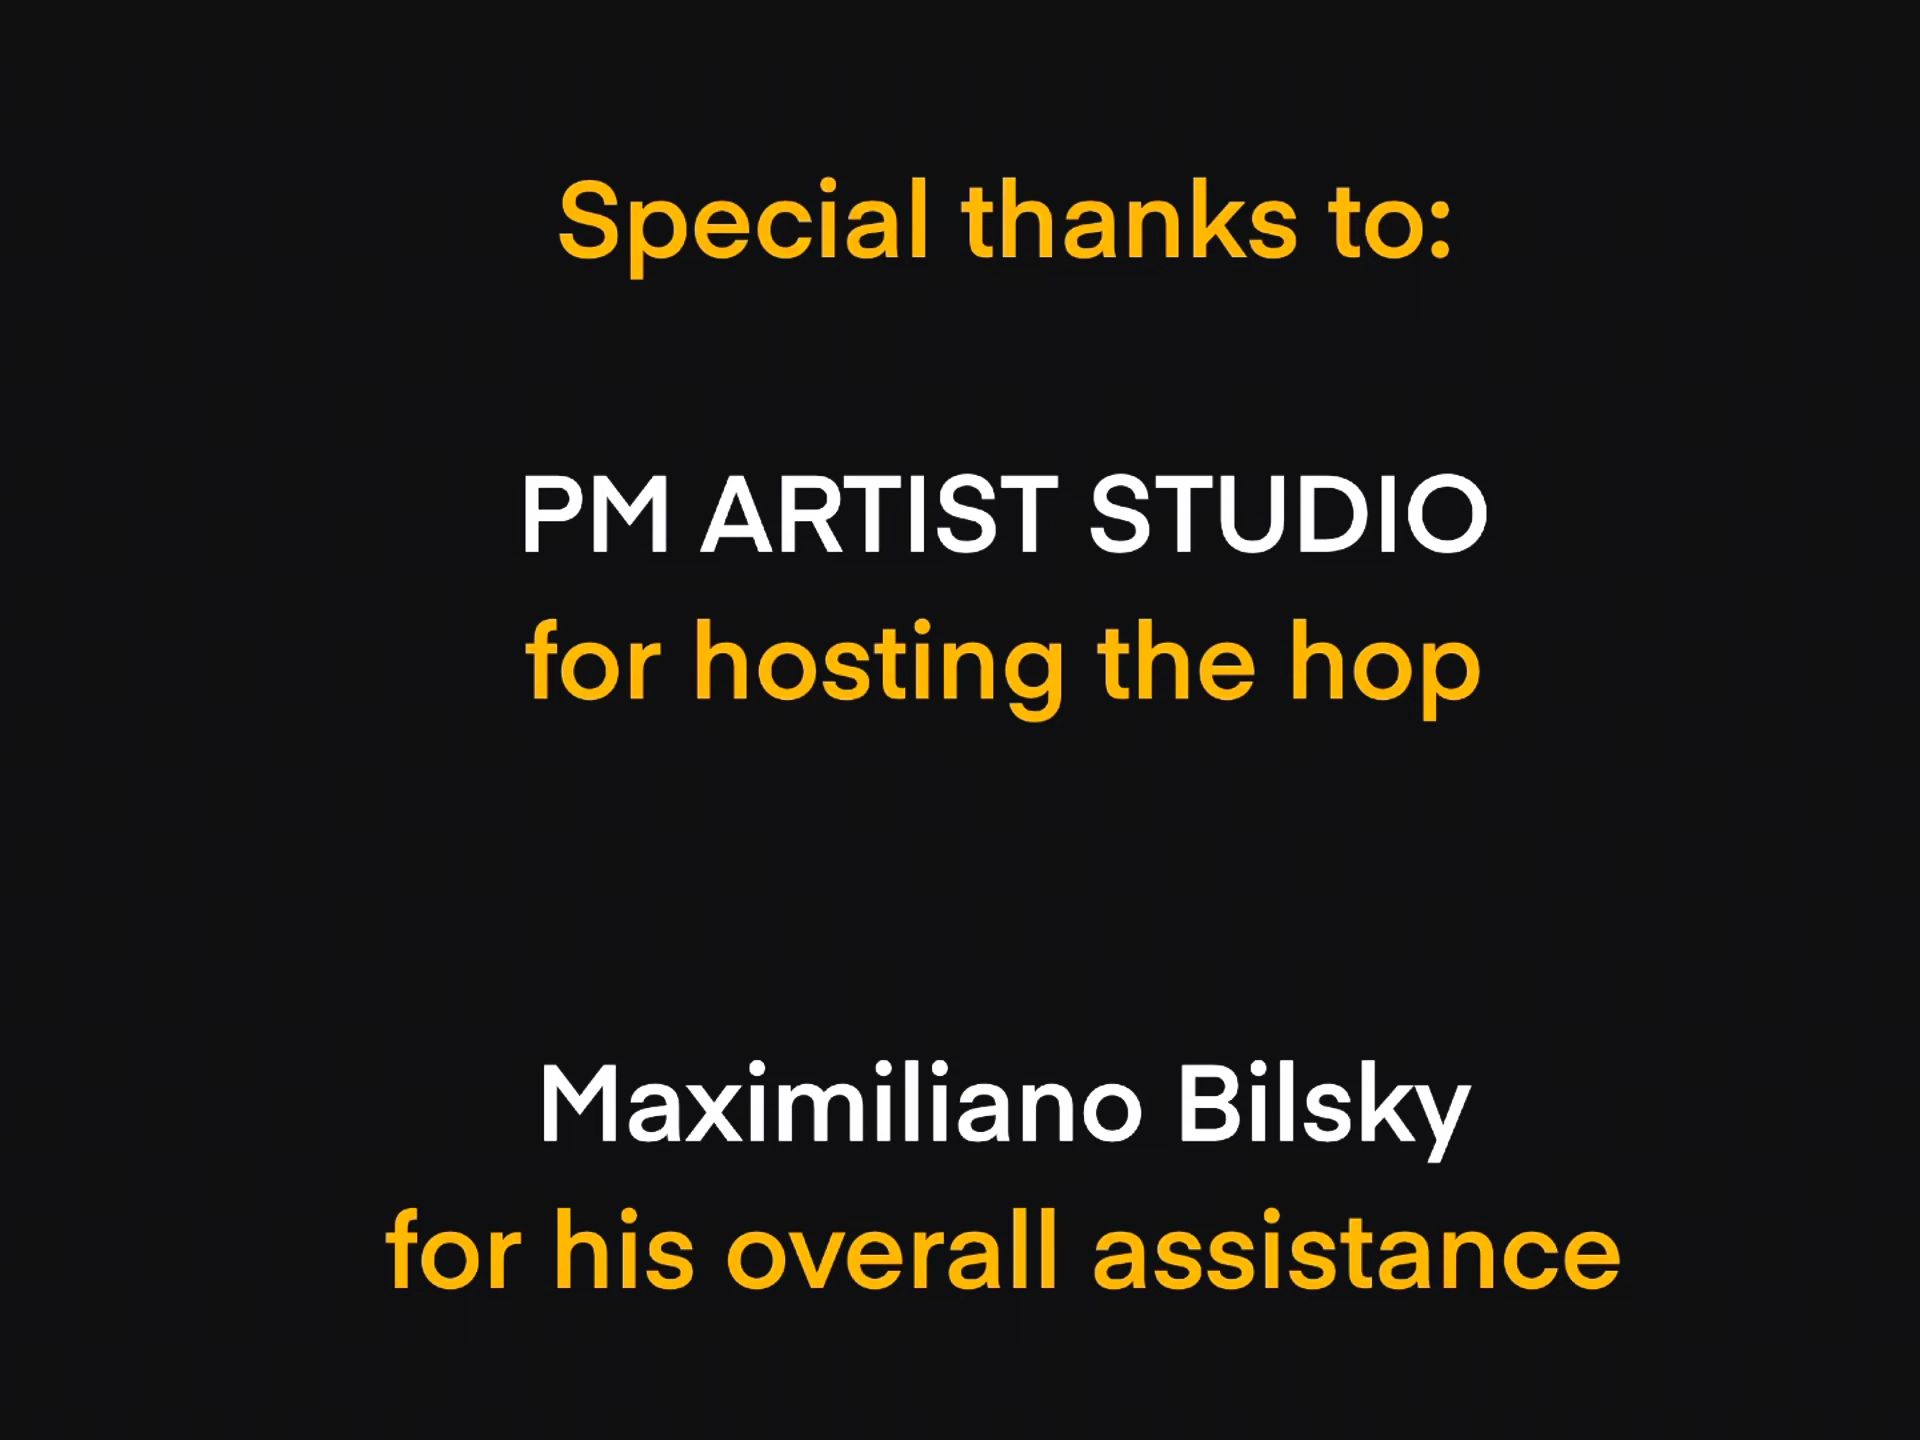 Special thanks to:
PM ARTIST STUDIO
for hosting the hop
Maximiliano Bilsky
for his overall assistance